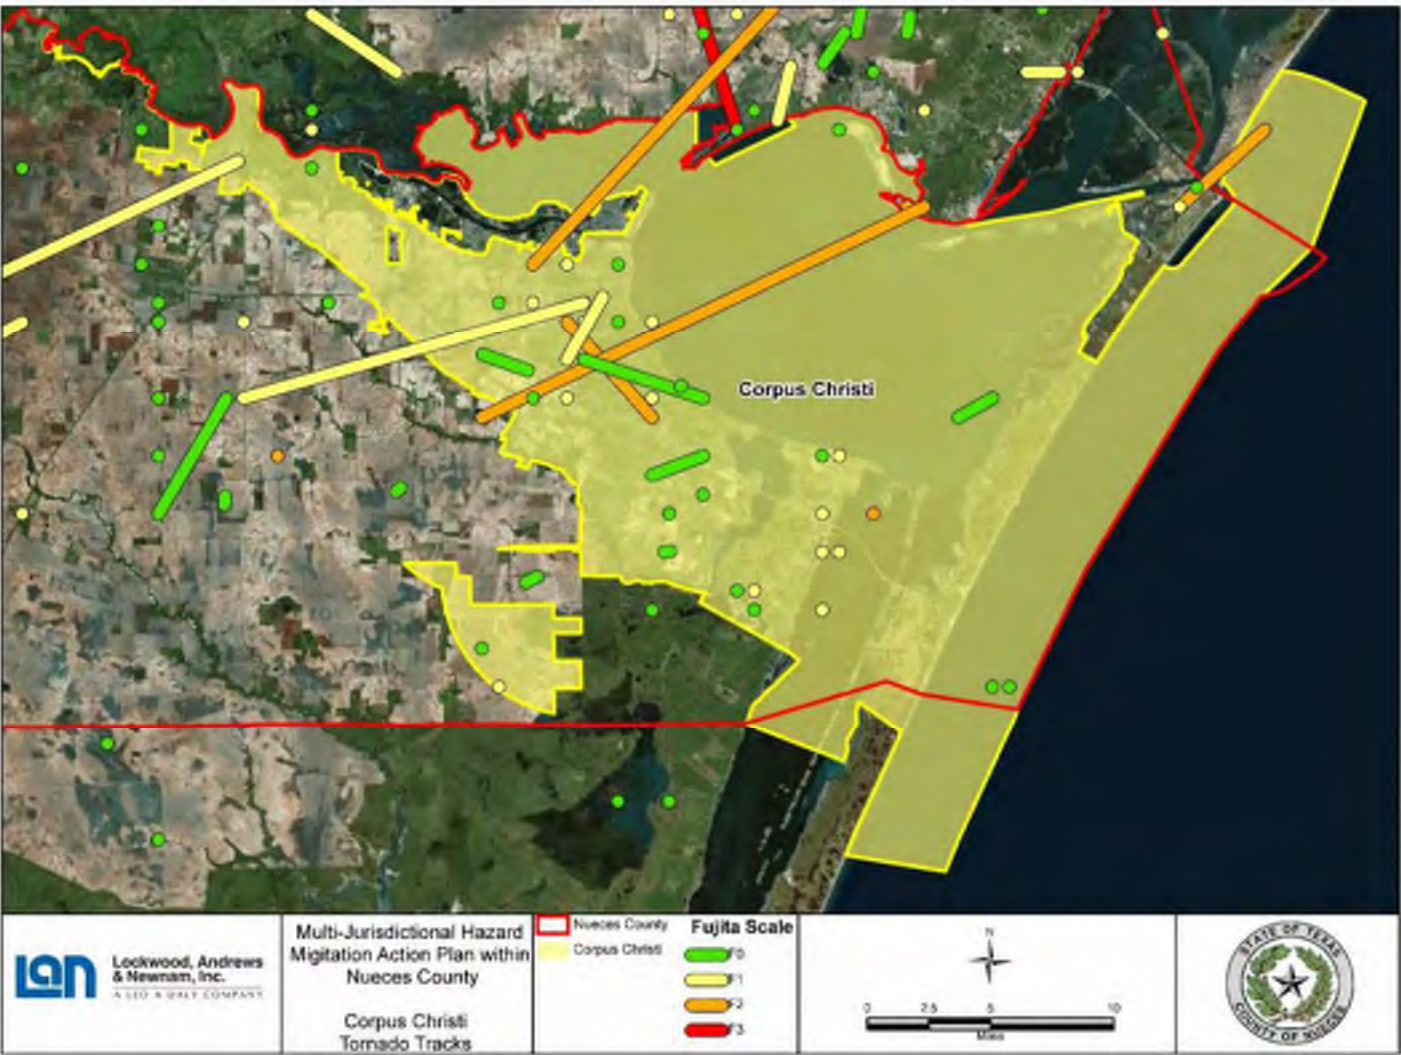 Corpus Christi
LAN
Lockwood, Andrews
& Newnam, Inc.
A LEO A DALY COMPANY
Multi-Jurisdictional Hazard
Migitation Action Plan within
Nueces County
Corpus Christi
Tornado Tracks
Nueces County
Corpus Christi
Fujita Scale
F0
F1
F2
F3
N
0 2.5 5 10
Miles
STATE OF TEXAS
COUNTY OF NUECES